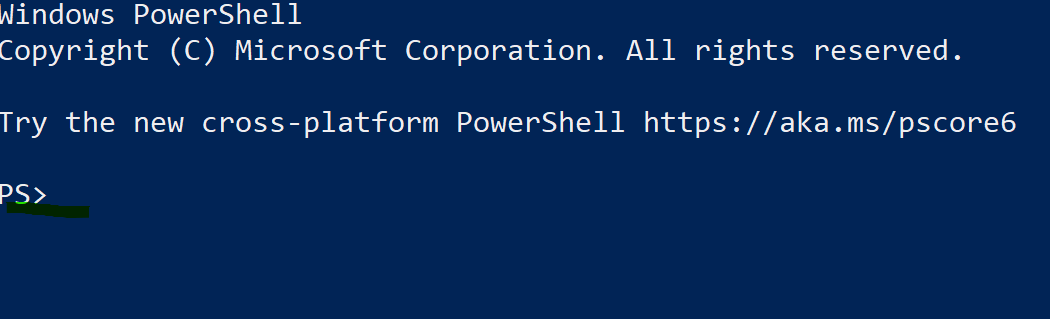 Windows PowerShell
Copyright (C) Microsoft Corporation. All rights reserved.
Try the new cross-platform PowerShell https://aka.ms/pscore6
PS>